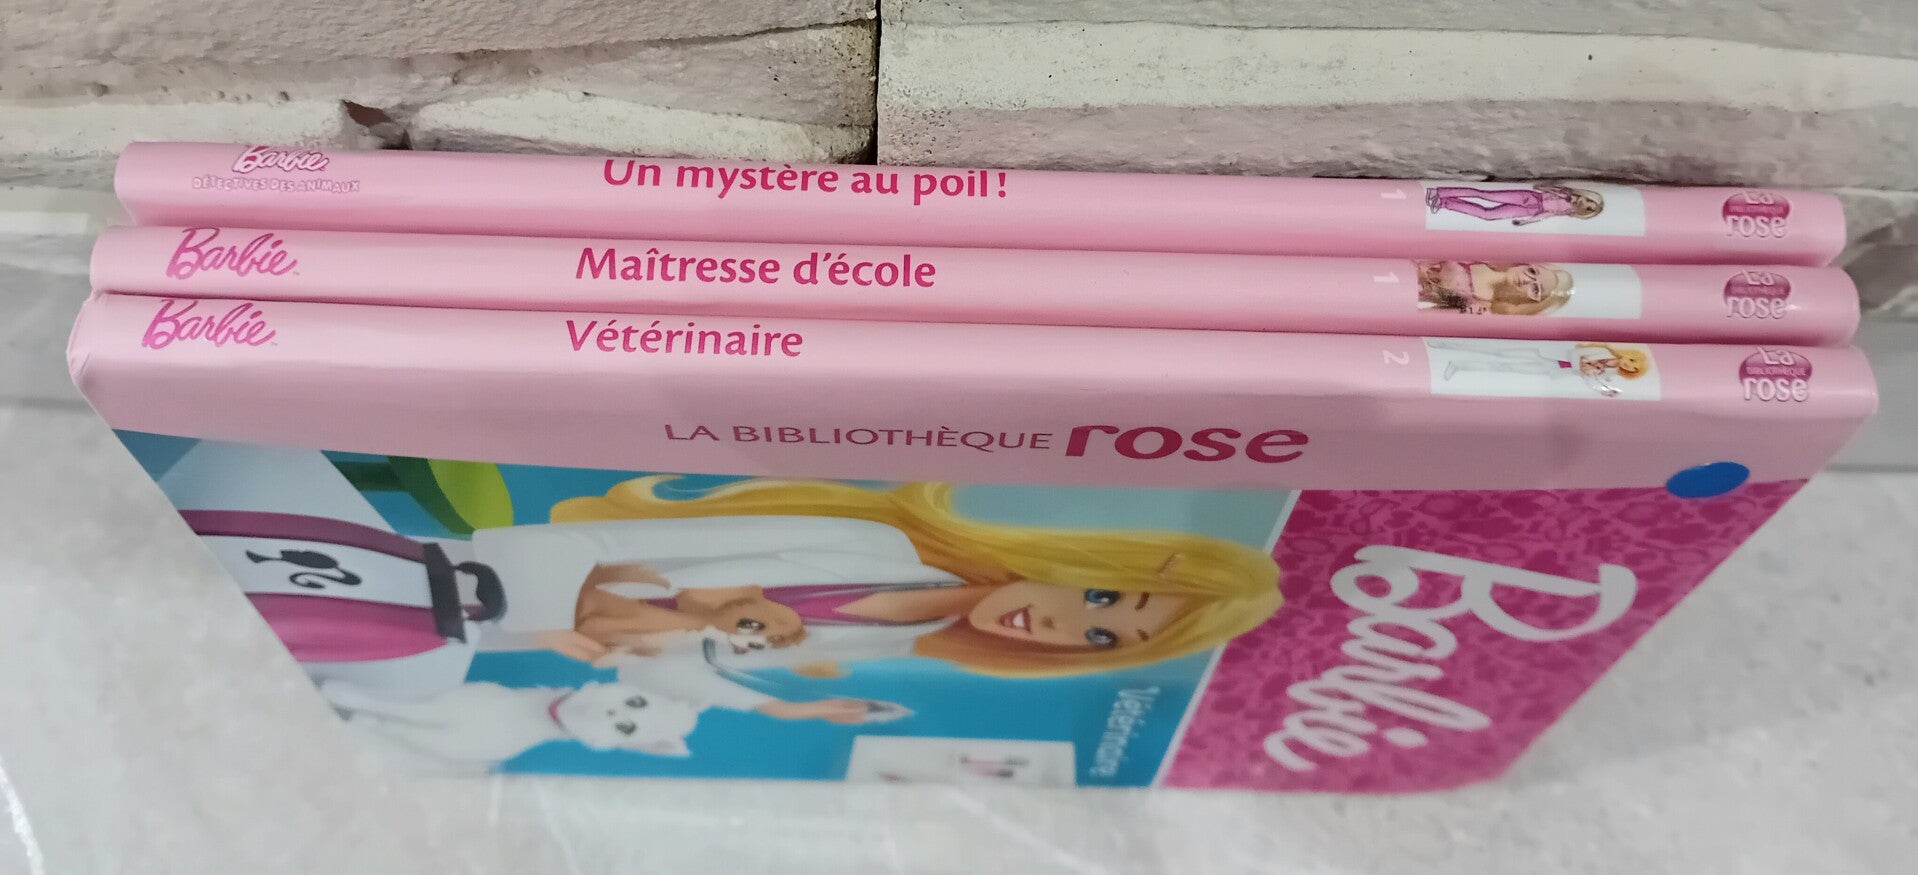 Barbie
DÉTECTIVES DES ANIMAUX
Un mystère au poil !
1
La
BIBLIOTHÈQUE
rose
Barbie
Maîtresse d'école
1
La
BIBLIOTHÈQUE
rose
Barbie
Vétérinaire
2
La
BIBLIOTHÈQUE
rose
LA BIBLIOTHÈQUE rose
Barbie
Vétérinaire